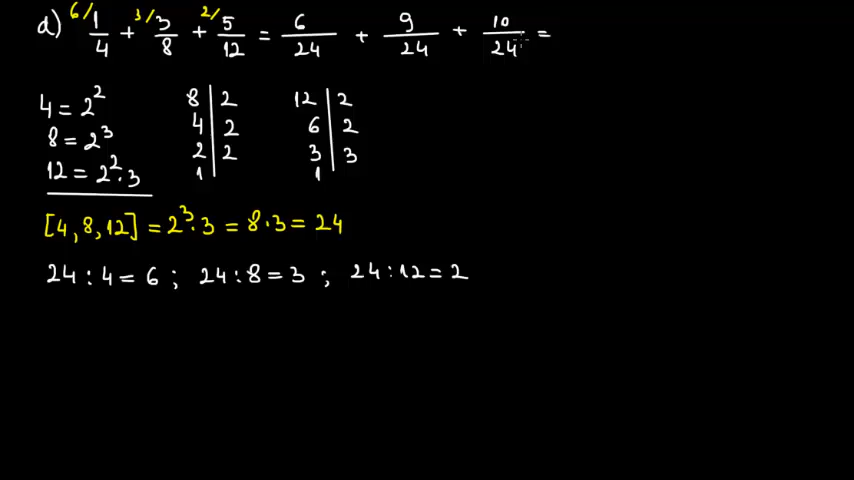 d) 6/ 1/4 + 3/ 3/8 + 2/ 5/12 = 6/24 + 9/24 + 10/24 =
4 = 2² 8 | 2 12 | 2
8 = 2³ 4 | 2 6 | 2
12 = 2² · 3 2 | 2 3 | 3
1 | 1 |
[4, 8, 12] = 2³ · 3 = 8 · 3 = 24
24 : 4 = 6 ; 24 : 8 = 3 ; 24 : 12 = 2